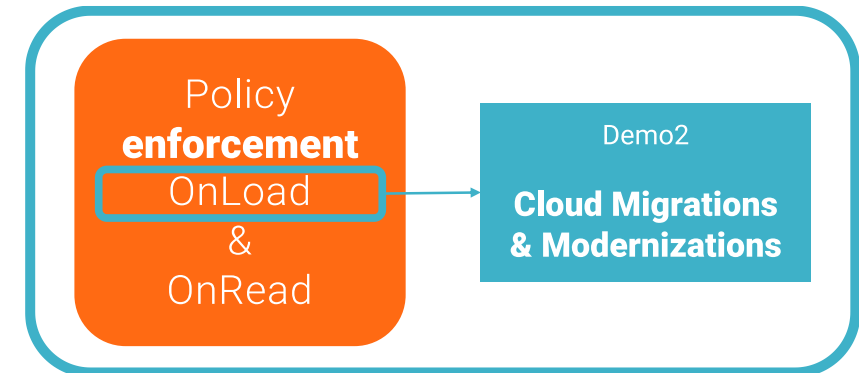 Policy
enforcement
OnLoad
&
OnRead
Demo2
Cloud Migrations
& Modernizations